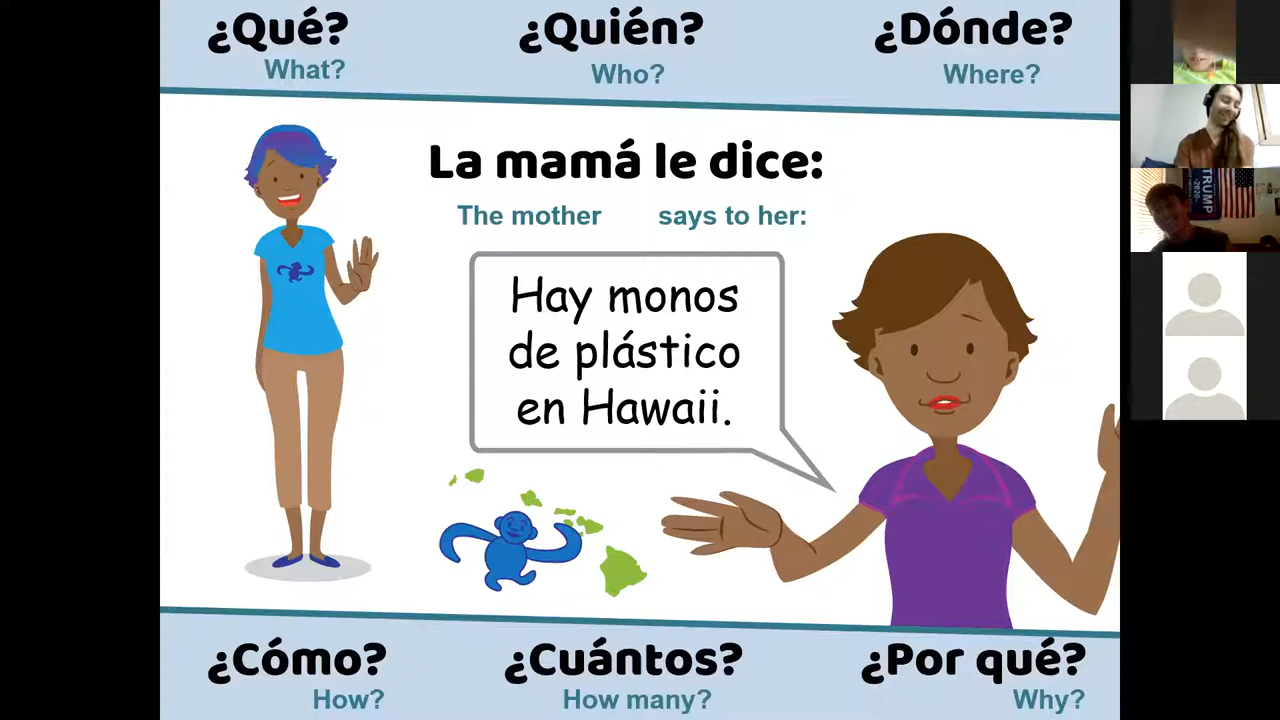 ¿Qué?
What?
¿Quién?
Who?
¿Dónde?
Where?
La mamá le dice:
The mother says to her:
Hay monos
de plástico
en Hawaii.
¿Cómo?
How?
¿Cuántos?
How many?
¿Por qué?
Why?
TRUMP
2020